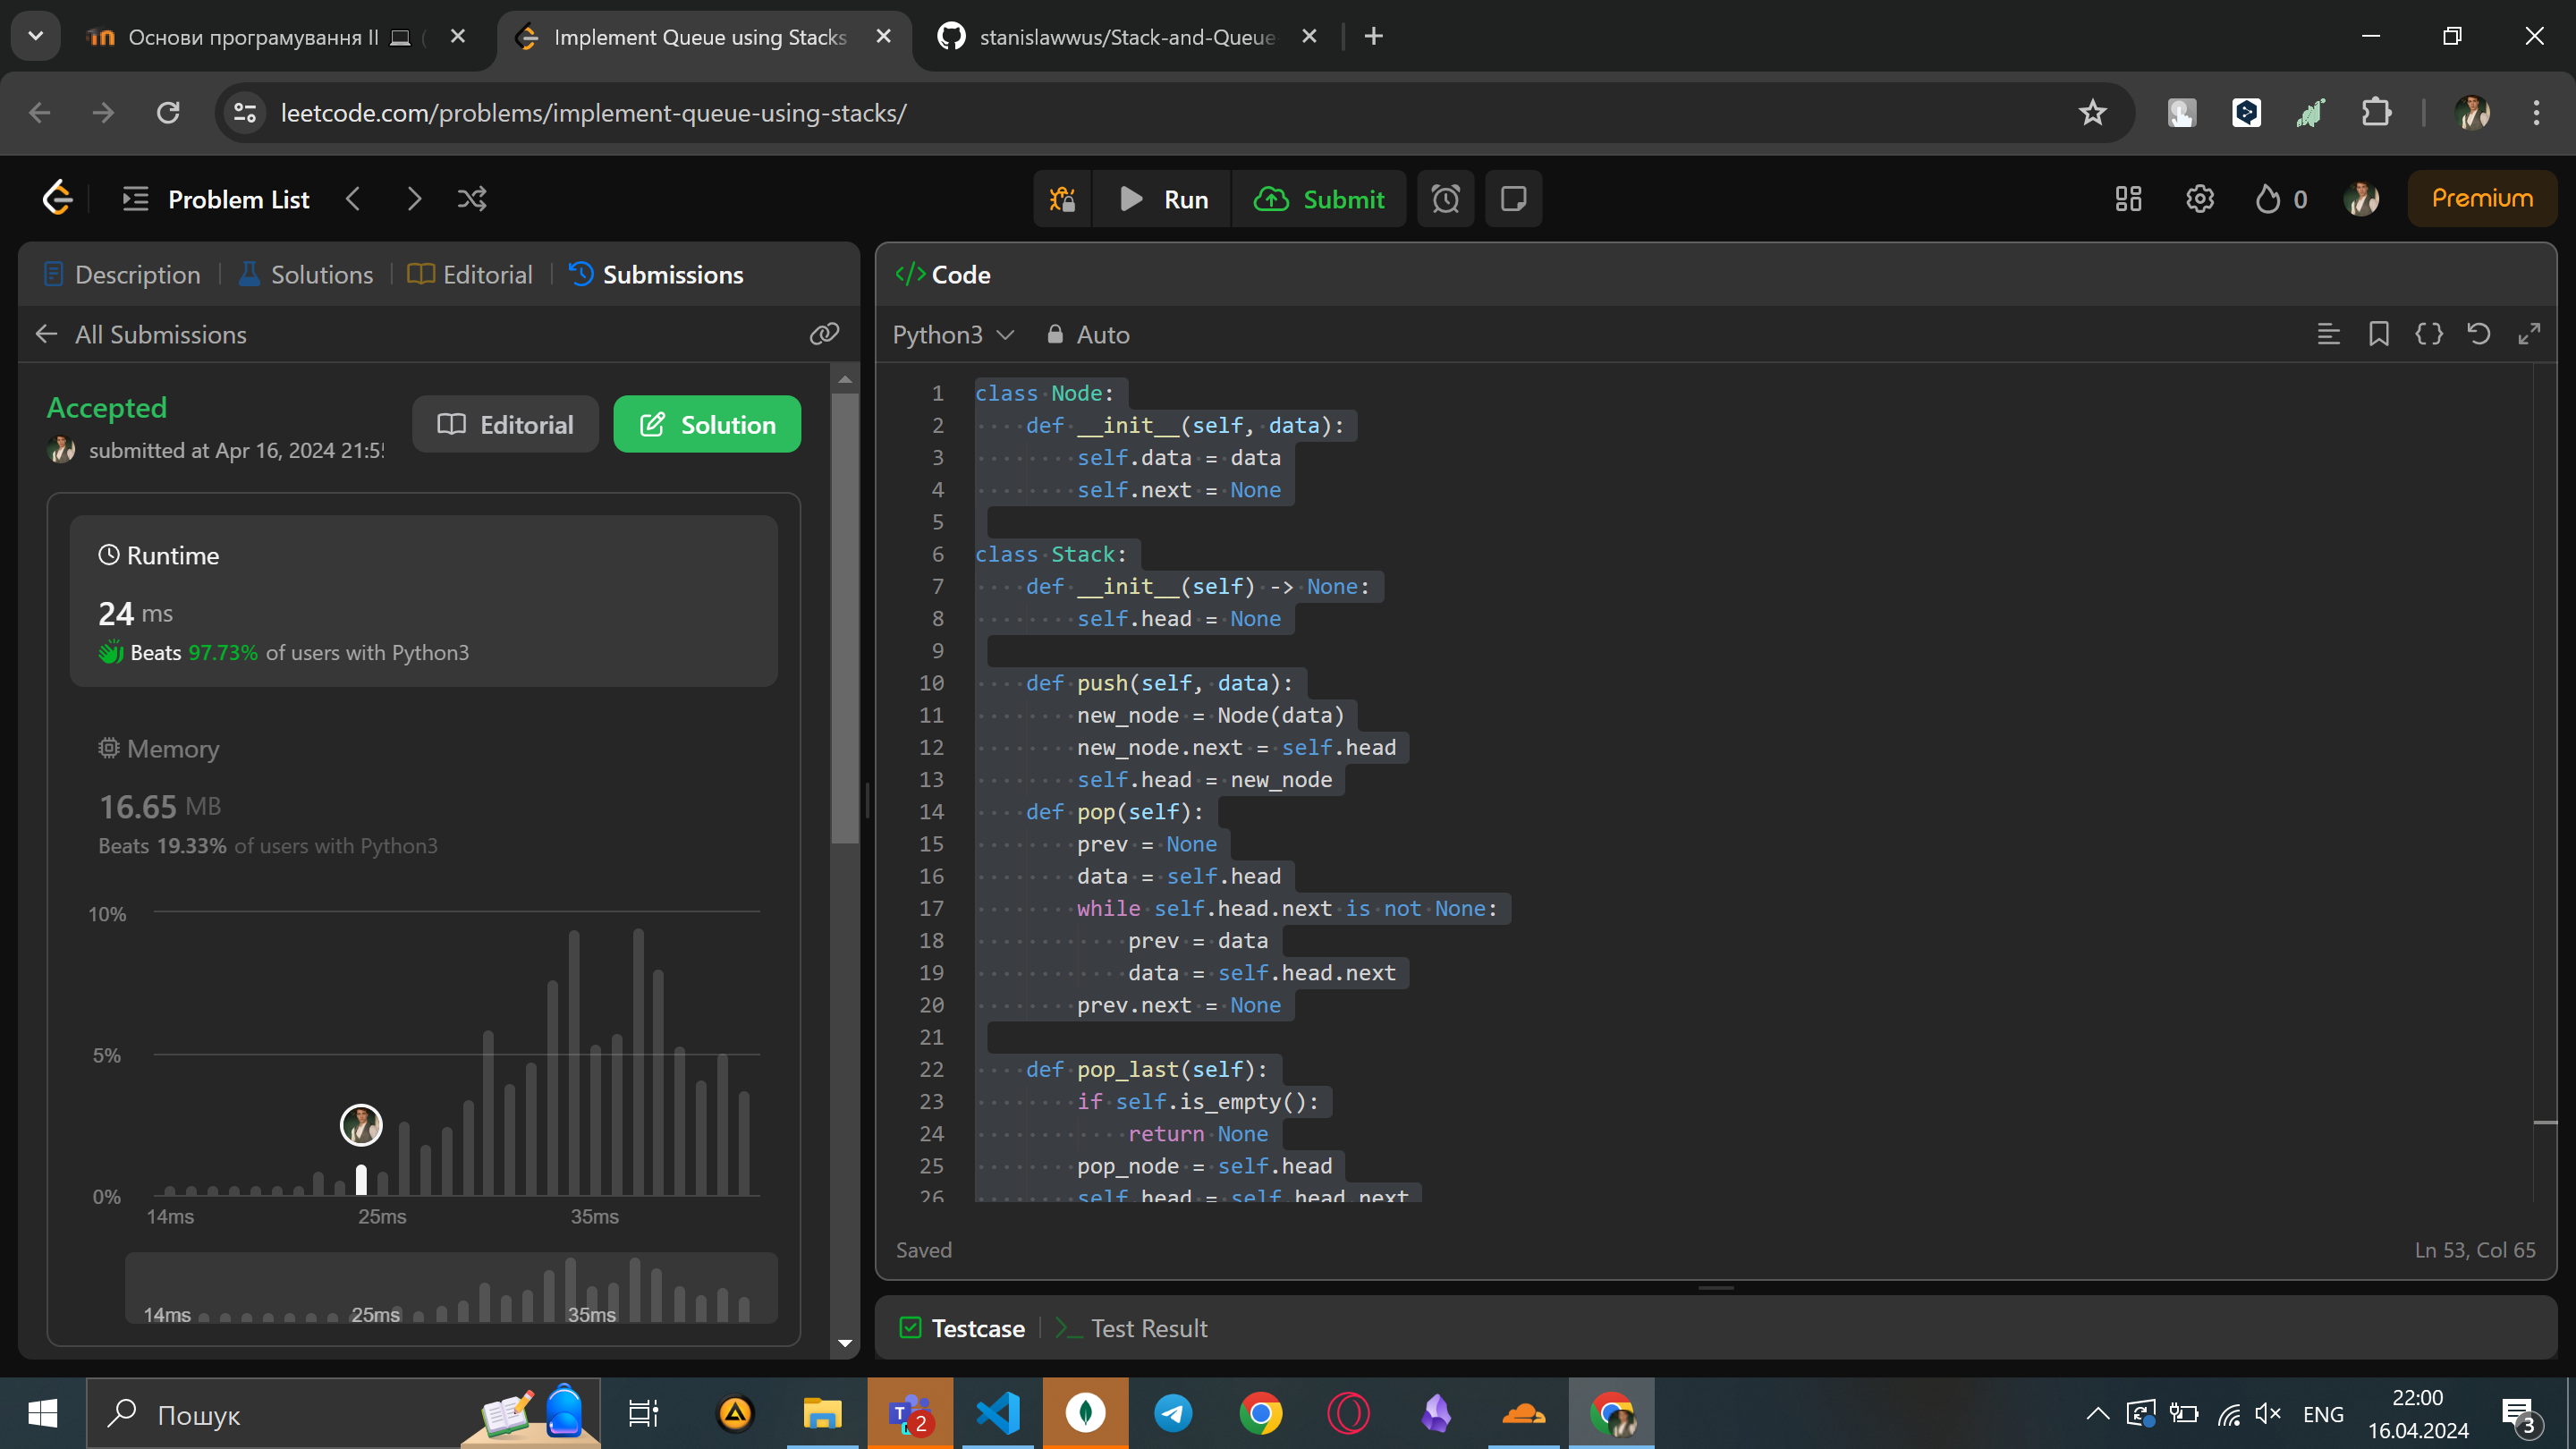 Основи програмування II 💻 (
Implement Queue using Stacks
stanislawwus/Stack-and-Queue-
leetcode.com/problems/implement-queue-using-stacks/
Problem List
Run
Submit
0
Premium
Description
Solutions
Editorial
Submissions
All Submissions
Accepted
submitted at Apr 16, 2024 21:55
Editorial
Solution
Runtime
24 ms
Beats 97.73% of users with Python3
Memory
16.65 MB
Beats 19.33% of users with Python3
10%
5%
0%
14ms 25ms 35ms
14ms 25ms 35ms
</> Code
Python3
Auto
1 class Node:
2     def __init__(self, data):
3         self.data = data
4         self.next = None
5
6 class Stack:
7     def __init__(self) -> None:
8         self.head = None
9
10     def push(self, data):
11         new_node = Node(data)
12         new_node.next = self.head
13         self.head = new_node
14     def pop(self):
15         prev = None
16         data = self.head
17         while self.head.next is not None:
18             prev = data
19             data = self.head.next
20         prev.next = None
21
22     def pop_last(self):
23         if self.is_empty():
24             return None
25         pop_node = self.head
26         self.head = self.head.next
Saved
Ln 53, Col 65
Testcase
Test Result
Пошук
2
ENG
22:00
16.04.2024
3